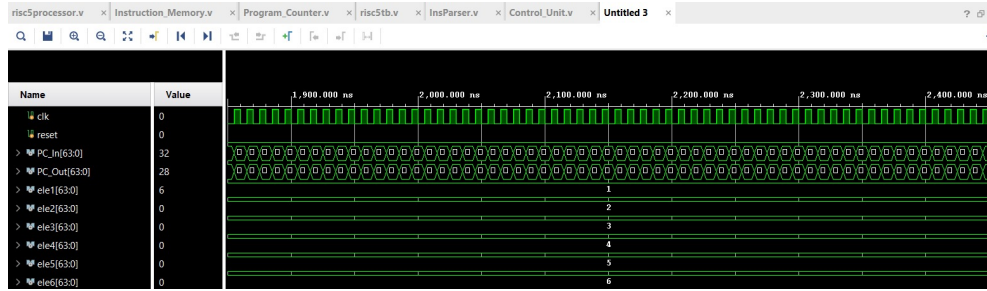 risc5processor.v × Instruction_Memory.v × Program_Counter.v × risc5tb.v × InsParser.v × Control_Unit.v × Untitled 3 × ?
Name Value 1,900.000 ns 2,000.000 ns 2,100.000 ns 2,200.000 ns 2,300.000 ns 2,400.000 ns
clk 0
reset 0
> PC_In[63:0] 32
> PC_Out[63:0] 28
> ele1[63:0] 6 1
> ele2[63:0] 0 2
> ele3[63:0] 0 3
> ele4[63:0] 0 4
> ele5[63:0] 0 5
> ele6[63:0] 0 6